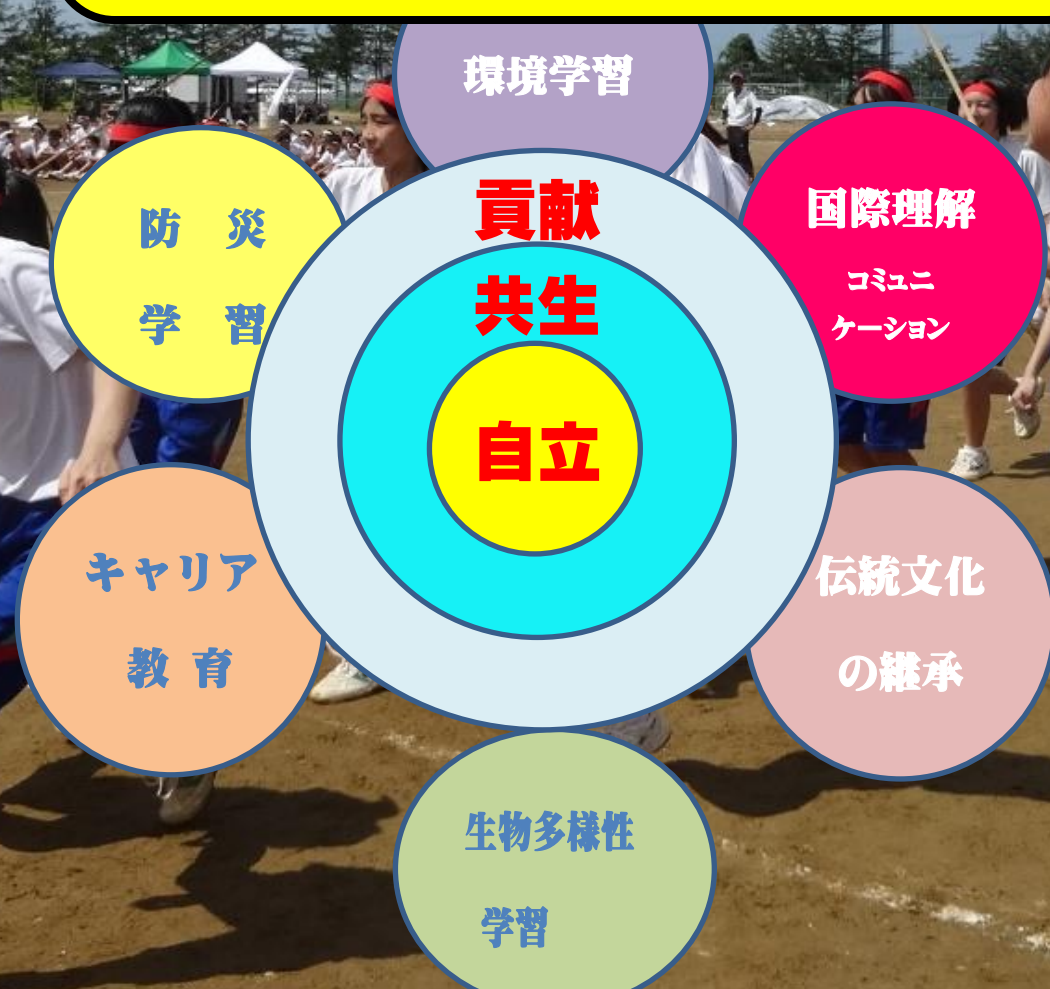 環境学習
貢献
共生
自立
防　災
学　習
国際理解
コミュニ
ケーション
キャリア
教 育
伝統文化
の継承
生物多様性
学習